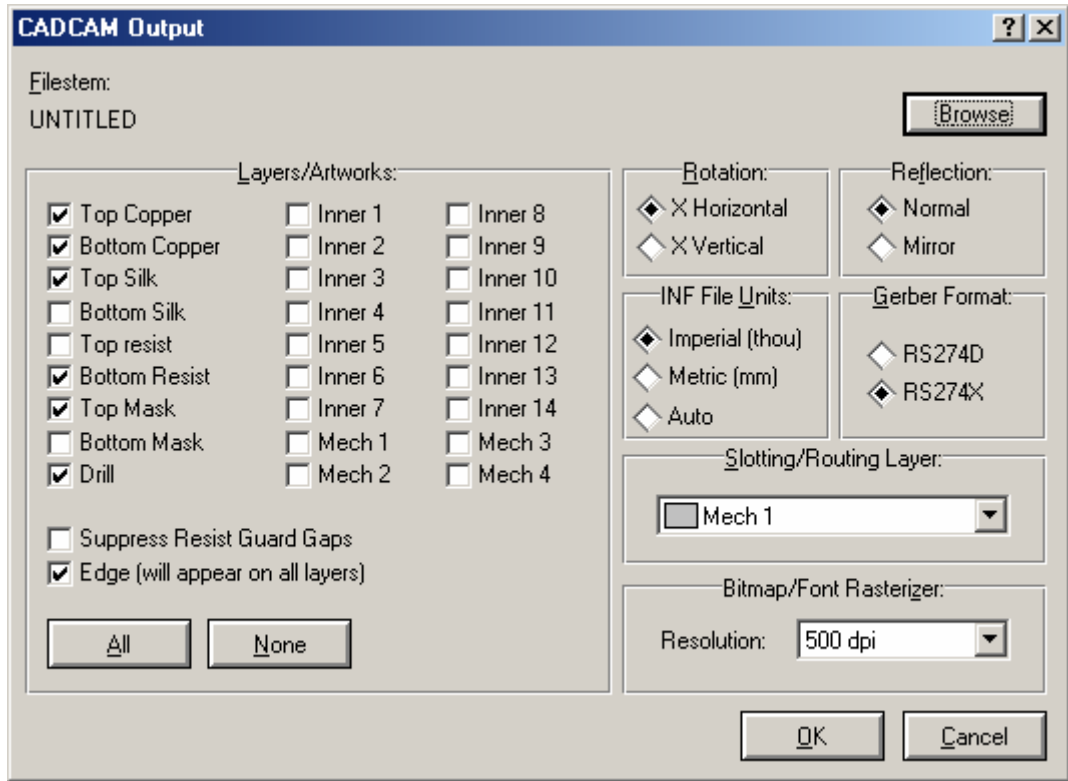 CADCAM Output
Filestem:
UNTITLED
Browse
Layers/Artworks:
Top Copper
Bottom Copper
Top Silk
Bottom Silk
Top resist
Bottom Resist
Top Mask
Bottom Mask
Drill
Inner 1
Inner 2
Inner 3
Inner 4
Inner 5
Inner 6
Inner 7
Mech 1
Mech 2
Inner 8
Inner 9
Inner 10
Inner 11
Inner 12
Inner 13
Inner 14
Mech 3
Mech 4
Suppress Resist Guard Gaps
Edge (will appear on all layers)
All
None
Rotation:
X Horizontal
X Vertical
Reflection:
Normal
Mirror
INF File Units:
Imperial (thou)
Metric (mm)
Auto
Gerber Format:
RS274D
RS274X
Slotting/Routing Layer:
Mech 1
Bitmap/Font Rasterizer:
Resolution:
500 dpi
OK
Cancel